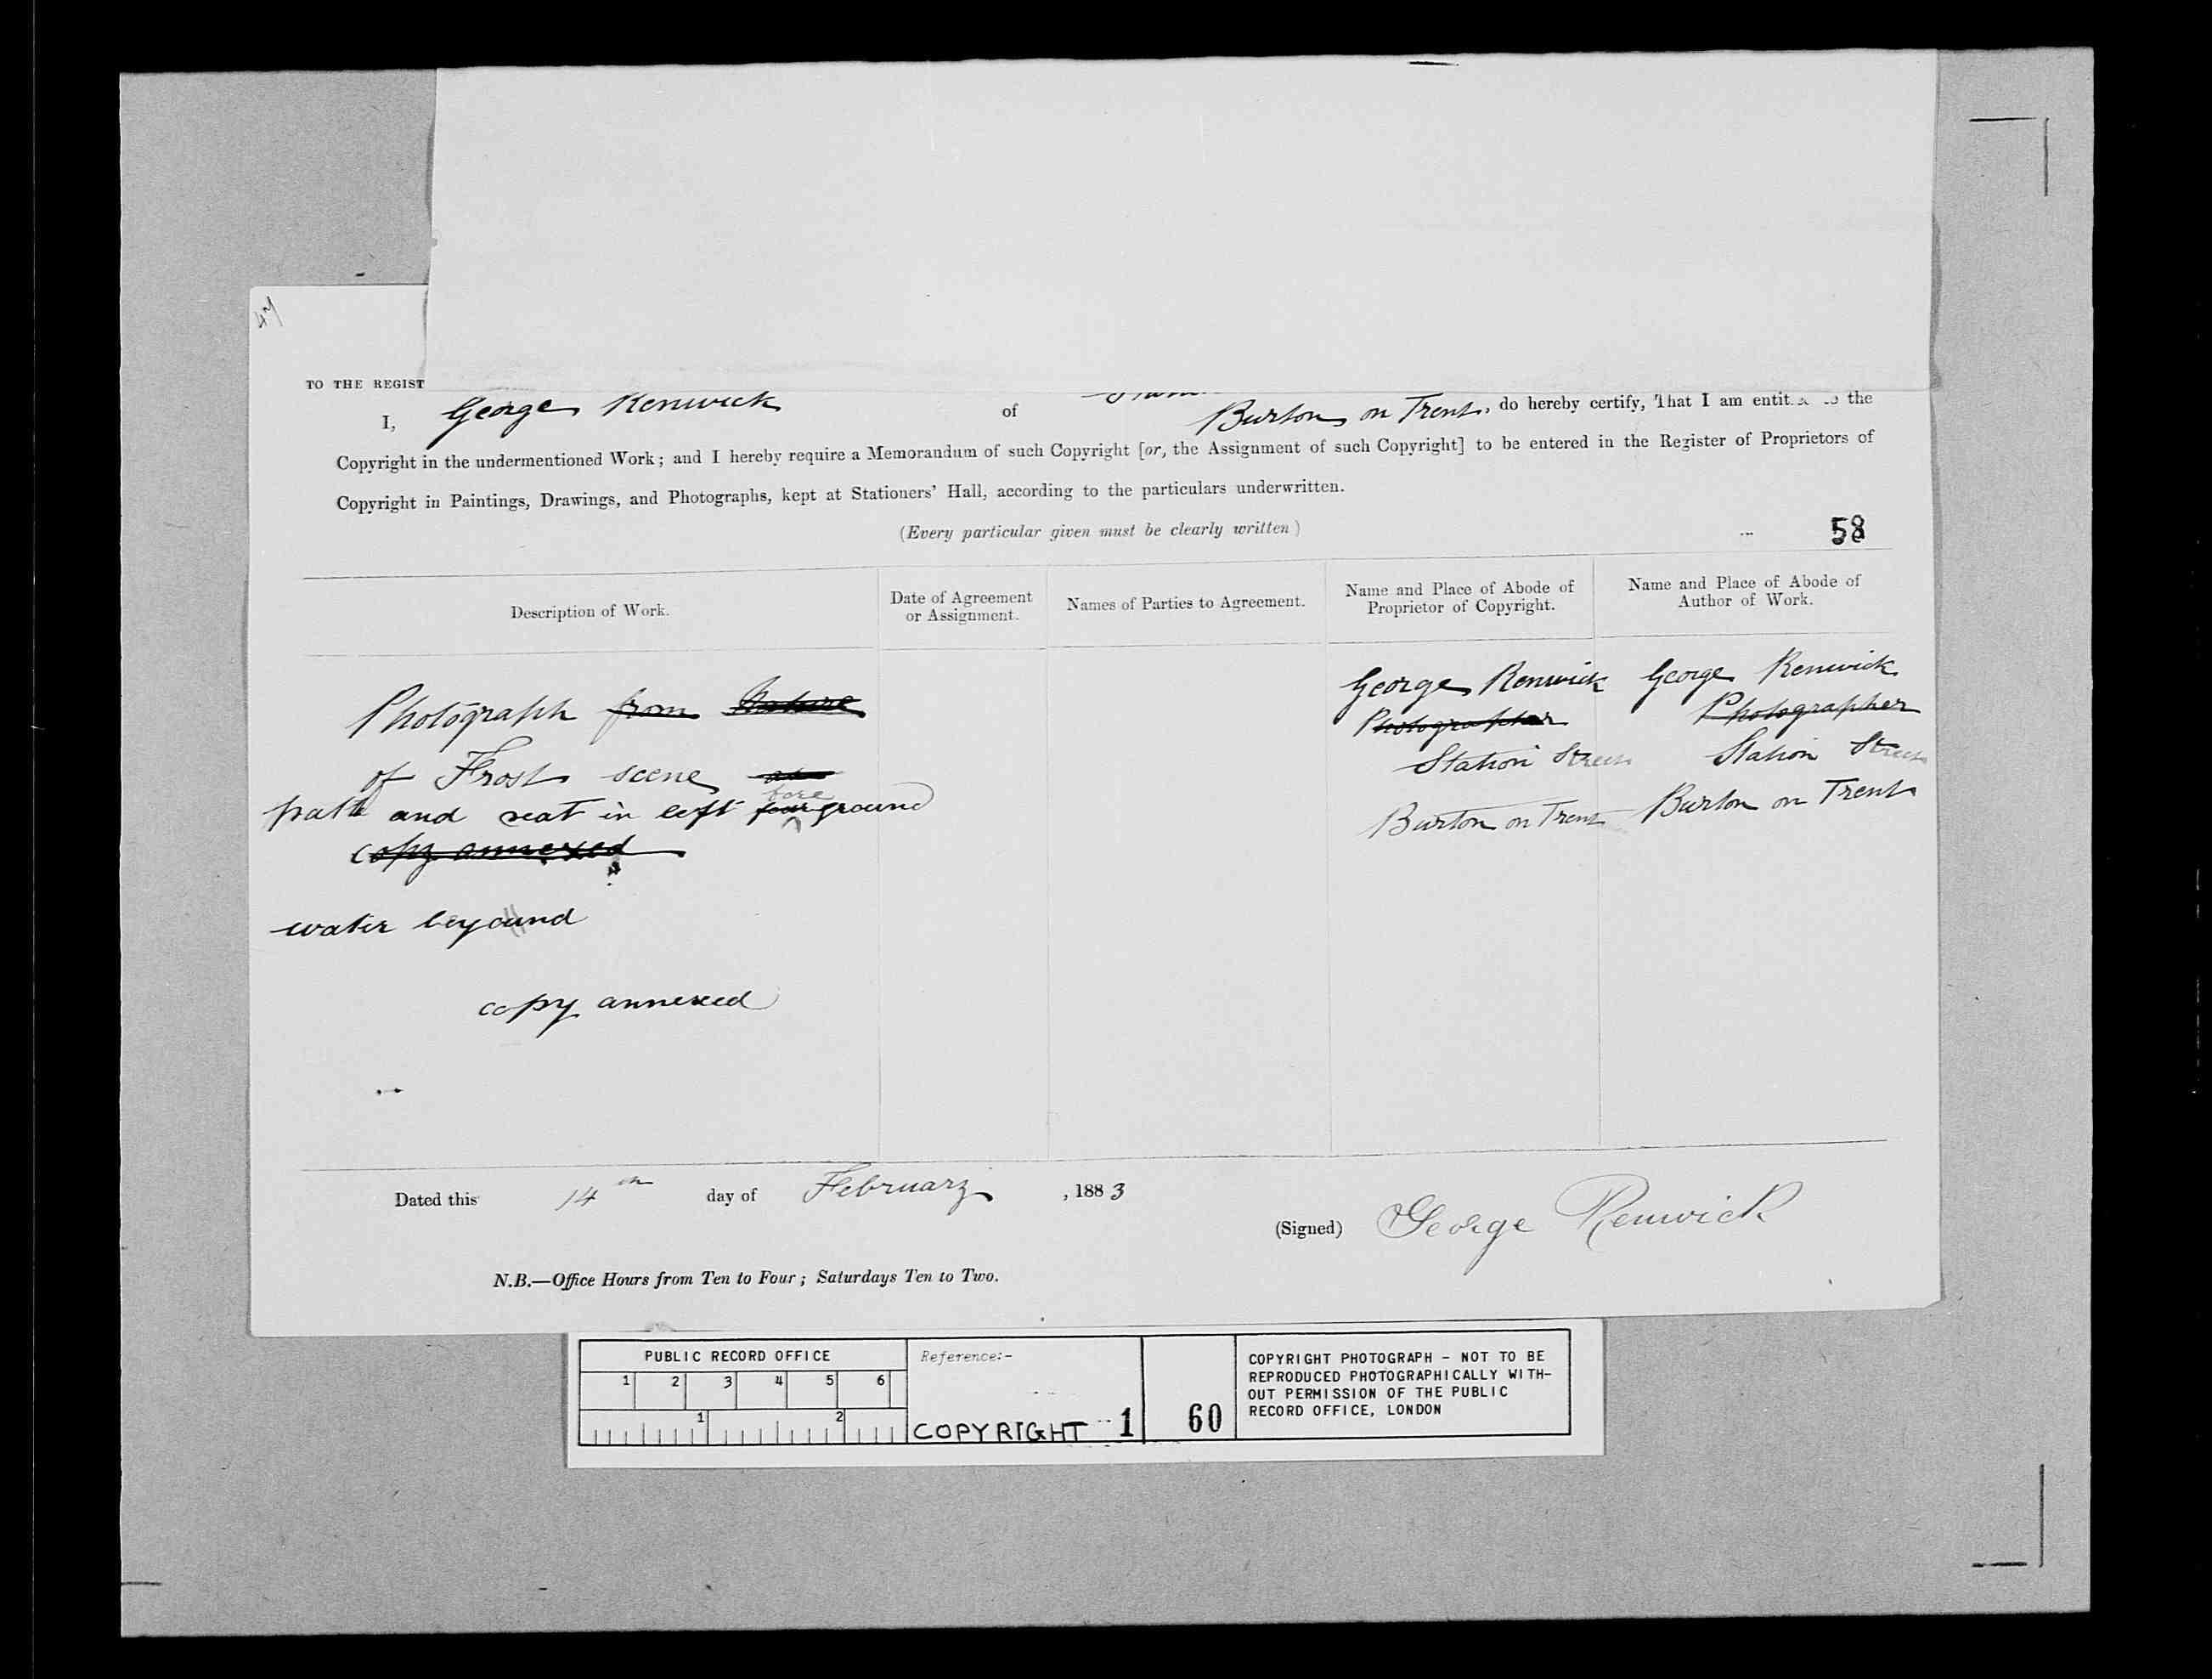 TO THE REGIST
I, George Renwick of
Burton on Trent, do hereby certify, That I am the
Copyright in the undermentioned Work; and I hereby require a Memorandum of such Copyright [or, the Assignment of such Copyright] to be entered in the Register of Proprietors of
Copyright in Paintings, Drawings, and Photographs, kept at Stationers' Hall, according to the particulars underwritten.
(Every particular given must be clearly written)
58
Description of Work.
Date of Agreement
or Assignment.
Names of Parties to Agreement.
Name and Place of Abode of
Proprietor of Copyright.
Name and Place of Abode of
Author of Work.
Photograph from Nature
of Frost scene
fore
path and seat in left ground
copy annexed
water beyound
copy annexed
George Renwick
Photographer
Station Street
Burton on Trent
George Renwick
Photographer
Station Street
Burton on Trent
Dated this 14th day of February, 1883
(Signed) George Renwick
N.B.—Office Hours from Ten to Four; Saturdays Ten to Two.
PUBLIC RECORD OFFICE
1 2 3 4 5 6
1 2
Reference:-
COPYRIGHT 1
60
COPYRIGHT PHOTOGRAPH - NOT TO BE
REPRODUCED PHOTOGRAPHICALLY WITH-
OUT PERMISSION OF THE PUBLIC
RECORD OFFICE, LONDON